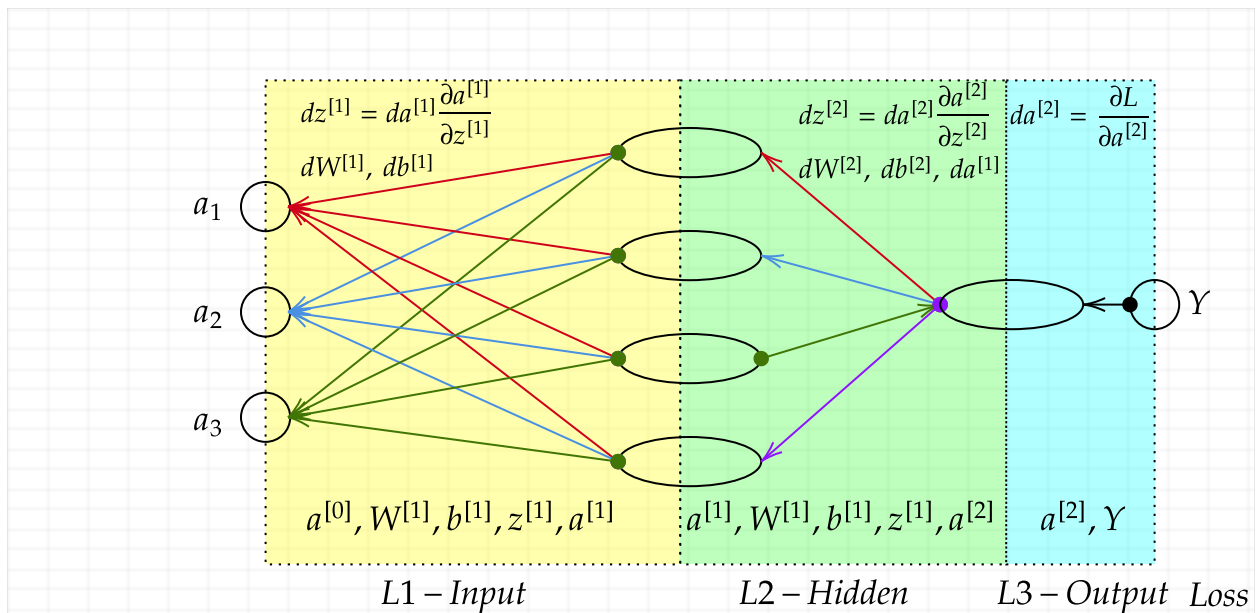 dz^[1] = da^[1] ∂a^[1]/∂z^[1]
dW^[1], db^[1]
dz^[2] = da^[2] ∂a^[2]/∂z^[2]
dW^[2], db^[2], da^[1]
da^[2] = ∂L/∂a^[2]
a_1
a_2
a_3
Y
a^[0], W^[1], b^[1], z^[1], a^[1]
a^[1], W^[1], b^[1], z^[1], a^[2]
a^[2], Y
L1 – Input
L2 – Hidden
L3 – Output
Loss